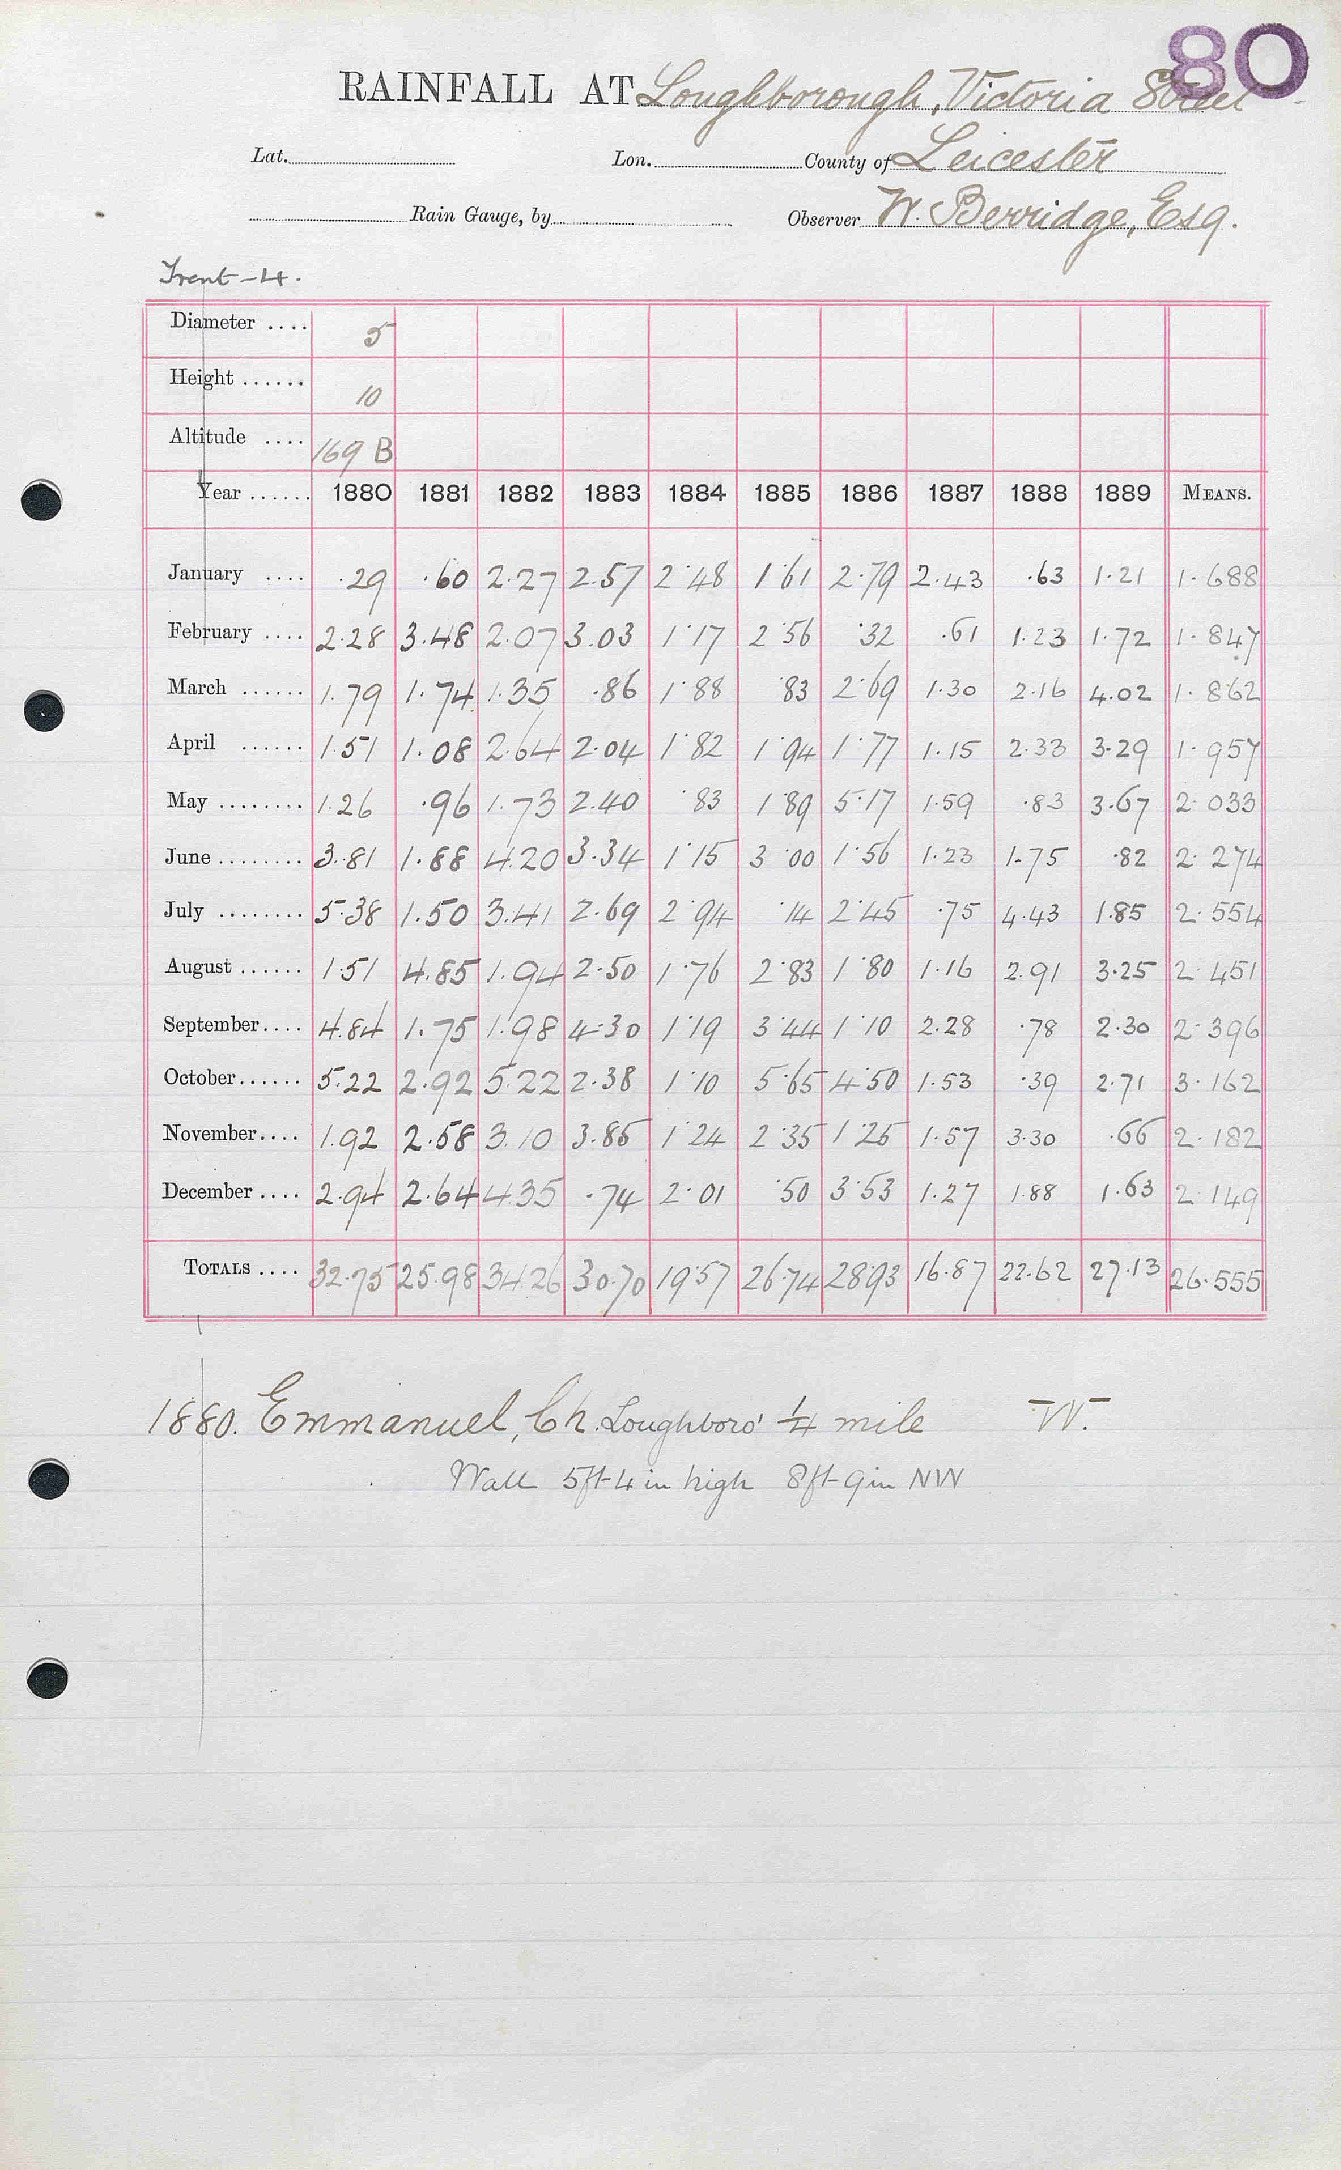 80
RAINFALL AT Loughborough, Victoria Street
Lat. Lon. County of Leicester
Rain Gauge, by Observer W. Berridge, Esq.
Trent-4.
Diameter .... 5
Height ...... 10
Altitude .... 169 B
Year ...... 1880 1881 1882 1883 1884 1885 1886 1887 1888 1889 MEANS.
January .... .29 .60 2.27 2.57 2.48 1.61 2.79 2.43 .63 1.21 1.688
February .... 2.28 3.48 2.07 3.03 1.17 2.56 .32 .61 1.23 1.72 1.847
March ...... 1.79 1.74 1.35 .86 1.88 .83 2.69 1.30 2.16 4.02 1.862
April ...... 1.51 1.08 2.64 2.04 1.82 1.94 1.77 1.15 2.33 3.29 1.957
May ........ 1.26 .96 1.73 2.40 .83 1.89 5.17 1.59 .83 3.67 2.033
June ........ 3.81 1.88 4.20 3.34 1.15 3.00 1.56 1.23 1.75 .82 2.274
July ........ 5.38 1.50 3.41 2.69 2.94 .14 2.45 .75 4.43 1.85 2.554
August ...... 1.51 4.85 1.94 2.50 1.76 2.83 1.80 1.16 2.91 3.25 2.451
September .... 4.84 1.75 1.98 4.30 1.19 3.44 1.10 2.28 .78 2.30 2.396
October ...... 5.22 2.92 5.22 2.38 1.10 5.65 4.50 1.53 .39 2.71 3.162
November .... 1.92 2.58 3.10 3.85 1.24 2.35 1.25 1.57 3.30 .66 2.182
December .... 2.94 2.64 4.35 .74 2.01 .50 3.53 1.27 1.88 1.63 2.149
TOTALS .... 32.75 25.98 34.26 30.70 19.57 26.74 28.93 16.87 22.62 27.13 26.555
1880. Emmanuel, Ch. Loughboro' 1/4 mile W.
Wall 5ft-4in high 8ft-9in NW